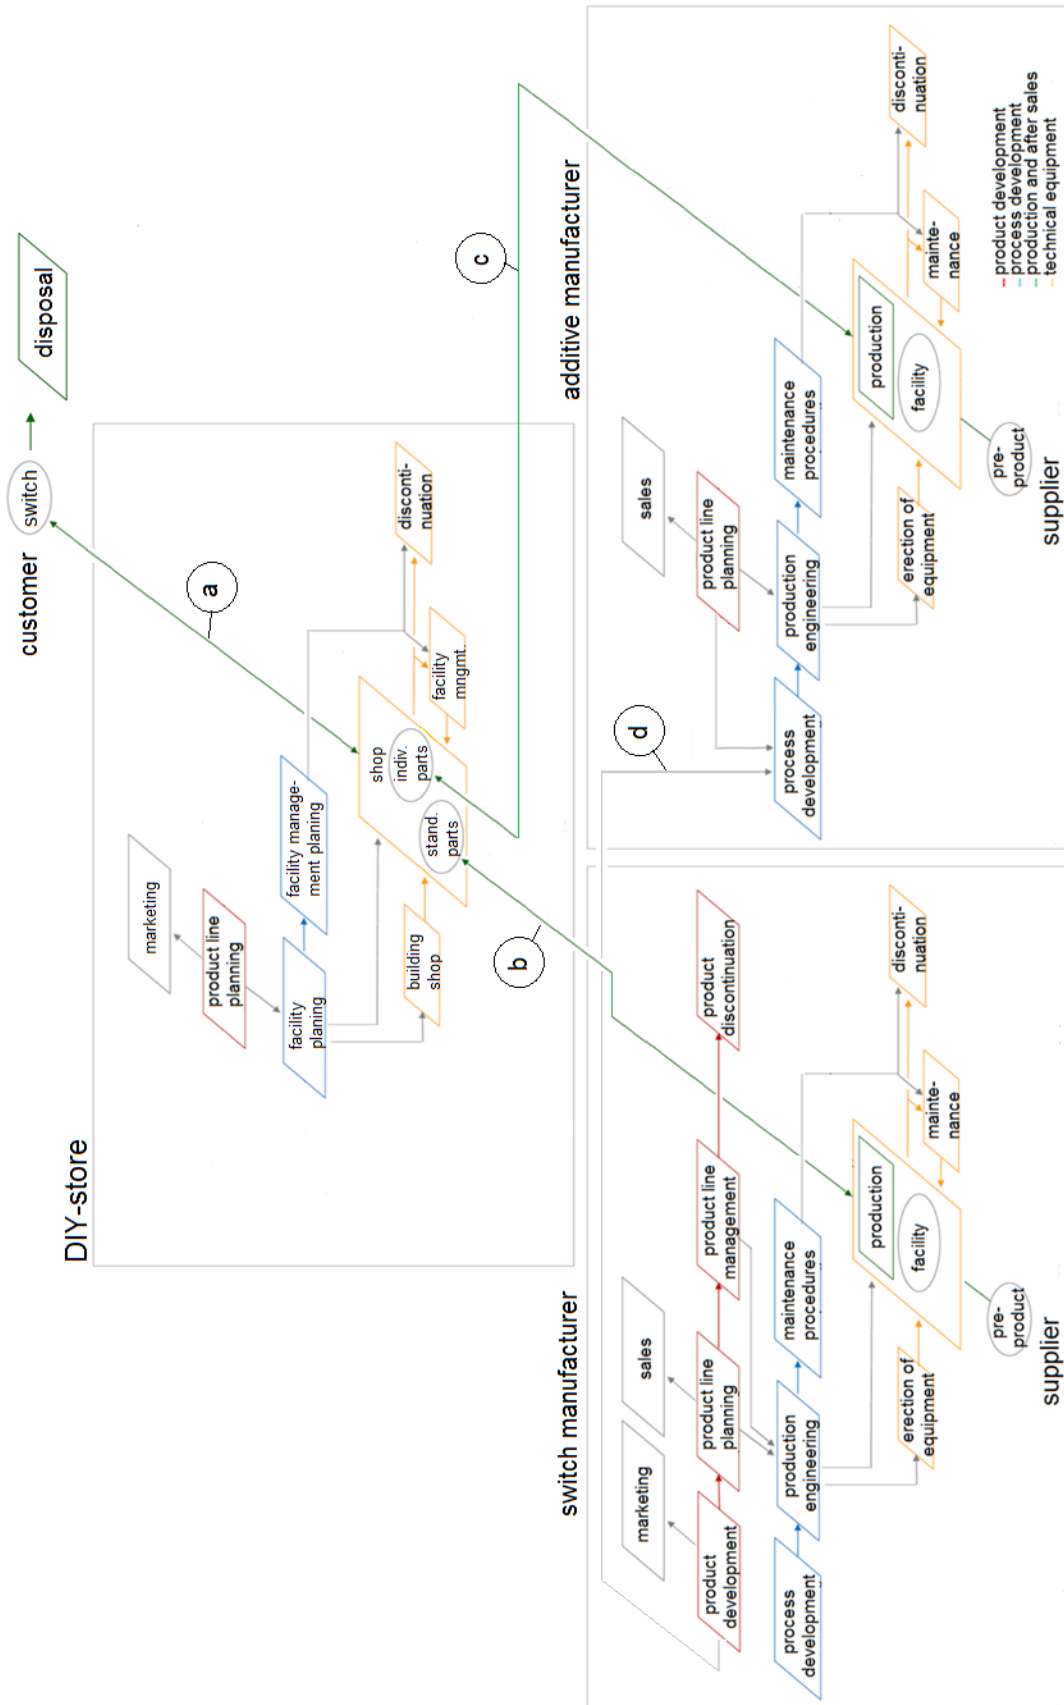 customer
switch
disposal
a
DIY-store
marketing
product line
planning
facility
planing
facility manage-
ment planing
building
shop
shop
stand.
parts
indiv.
parts
facility
mngmt..
disconti-
nuation
b
c
switch manufacturer
marketing
sales
product
development
product line
planning
product line
management
product
discontinuation
process
development
production
engineering
maintenance
procedures
erection of
equipment
production
facility
mainte-
nance
disconti-
nuation
pre-
product
supplier
additive manufacturer
d
sales
product line
planning
process
development
production
engineering
maintenance
procedures
erection of
equipment
production
facility
mainte-
nance
disconti-
nuation
pre-
product
supplier
product development
process development
production and after sales
technical equipment